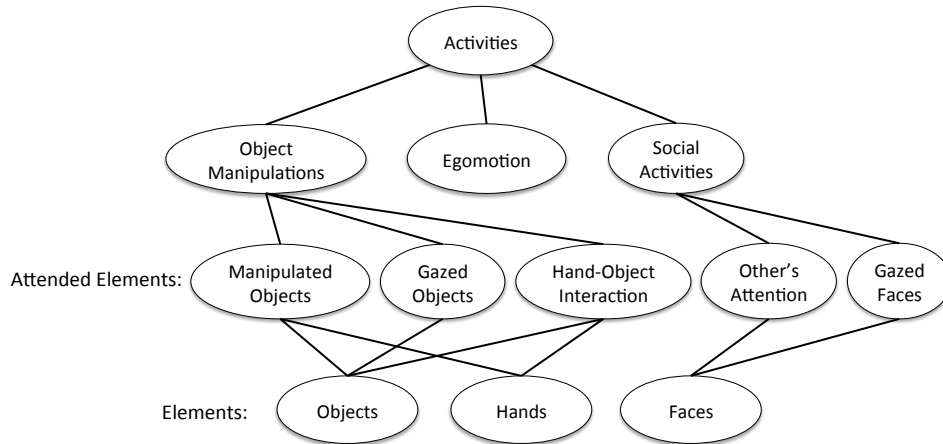 Activities
Object
Manipulations
Egomotion
Social
Activities
Attended Elements:
Manipulated
Objects
Gazed
Objects
Hand-Object
Interaction
Other's
Attention
Gazed
Faces
Elements:
Objects
Hands
Faces